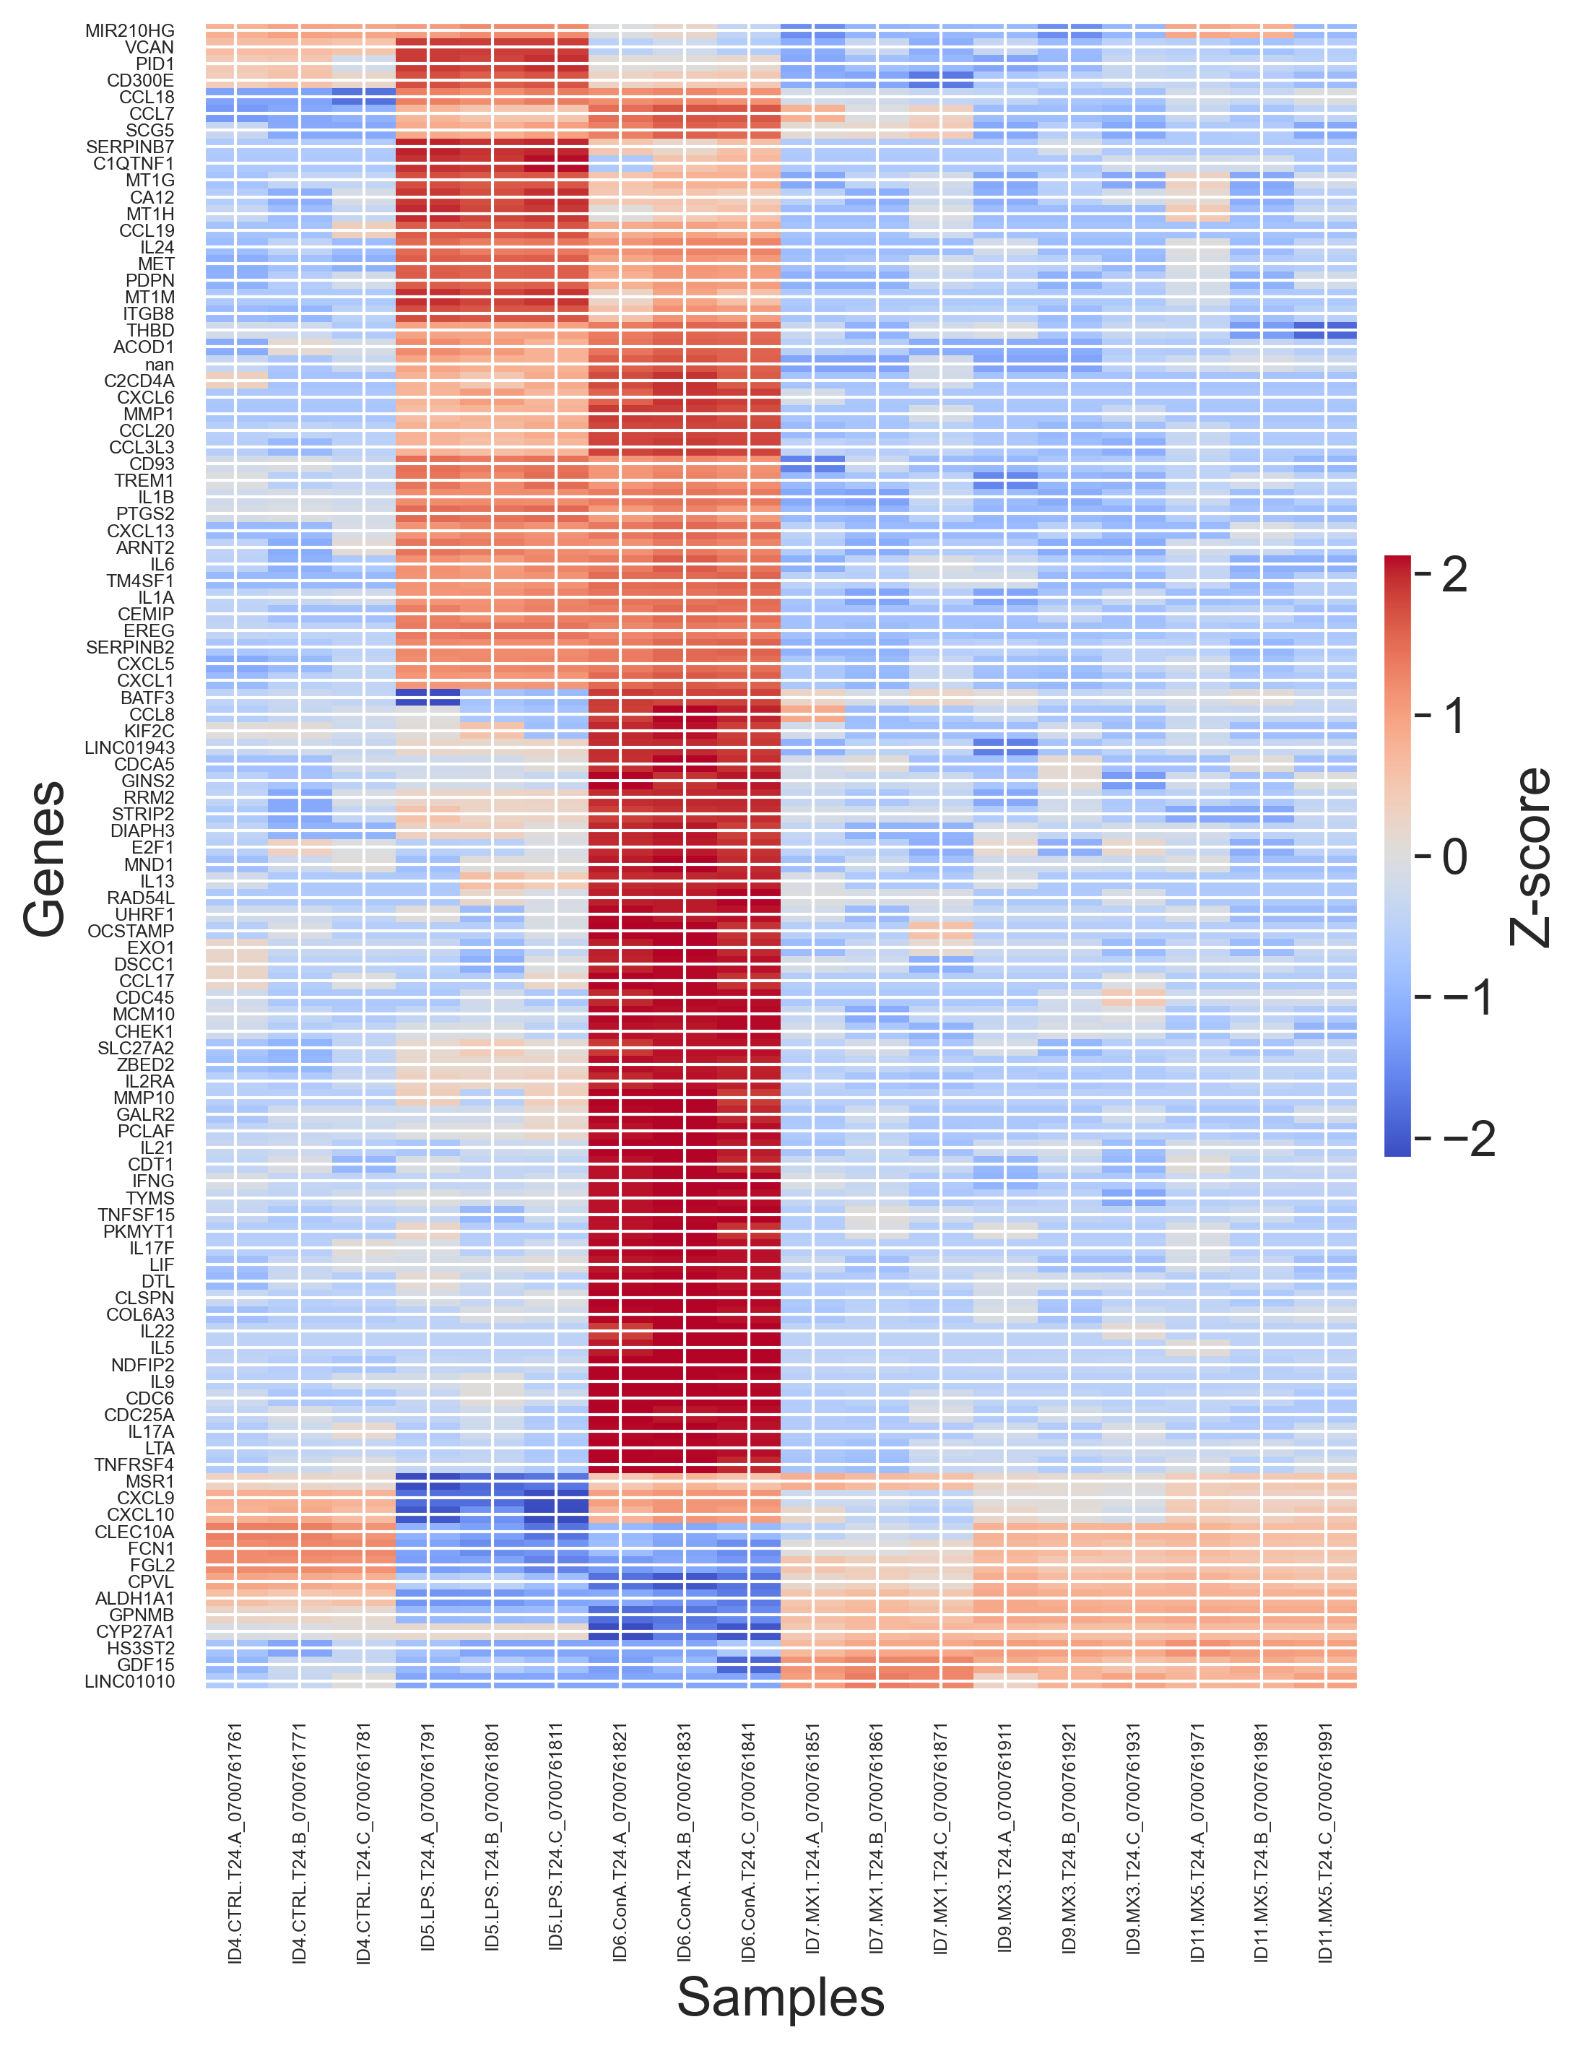 MIR210HG
VCAN
PID1
CD300E
CCL18
CCL7
SCG5
SERPINB7
C1QTNF1
MT1G
CA12
MT1H
CCL19
IL24
MET
PDPN
MT1M
ITGB8
THBD
ACOD1
nan
C2CD4A
CXCL6
MMP1
CCL20
CCL3L3
CD93
TREM1
IL1B
PTGS2
CXCL13
ARNT2
IL6
TM4SF1
IL1A
CEMIP
EREG
SERPINB2
CXCL5
CXCL1
BATF3
CCL8
KIF2C
LINC01943
CDCA5
GINS2
RRM2
STRIP2
DIAPH3
E2F1
MND1
IL13
RAD54L
UHRF1
OCSTAMP
EXO1
DSCC1
CCL17
CDC45
MCM10
CHEK1
SLC27A2
ZBED2
IL2RA
MMP10
GALR2
PCLAF
IL21
CDT1
IFNG
TYMS
TNFSF15
PKMYT1
IL17F
LIF
DTL
CLSPN
COL6A3
IL22
IL5
NDFIP2
IL9
CDC6
CDC25A
IL17A
LTA
TNFRSF4
MSR1
CXCL9
CXCL10
CLEC10A
FCN1
FGL2
CPVL
ALDH1A1
GPNMB
CYP27A1
HS3ST2
GDF15
LINC01010
Genes
ID4.CTRL.T24.A_0700761761
ID4.CTRL.T24.B_0700761771
ID4.CTRL.T24.C_0700761781
ID5.LPS.T24.A_0700761791
ID5.LPS.T24.B_0700761801
ID5.LPS.T24.C_0700761811
ID6.ConA.T24.A_0700761821
ID6.ConA.T24.B_0700761831
ID6.ConA.T24.C_0700761841
ID7.MX1.T24.A_0700761851
ID7.MX1.T24.B_0700761861
ID7.MX1.T24.C_0700761871
ID9.MX3.T24.A_0700761911
ID9.MX3.T24.B_0700761921
ID9.MX3.T24.C_0700761931
ID11.MX5.T24.A_0700761971
ID11.MX5.T24.B_0700761981
ID11.MX5.T24.C_0700761991
Samples
2
1
0
−1
−2
Z-score